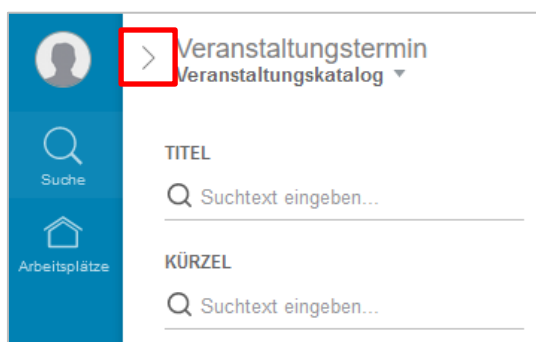 Veranstaltungstermin
Veranstaltungskatalog
Suche
Arbeitsplätze
TITEL
Suchtext eingeben...
KÜRZEL
Suchtext eingeben...